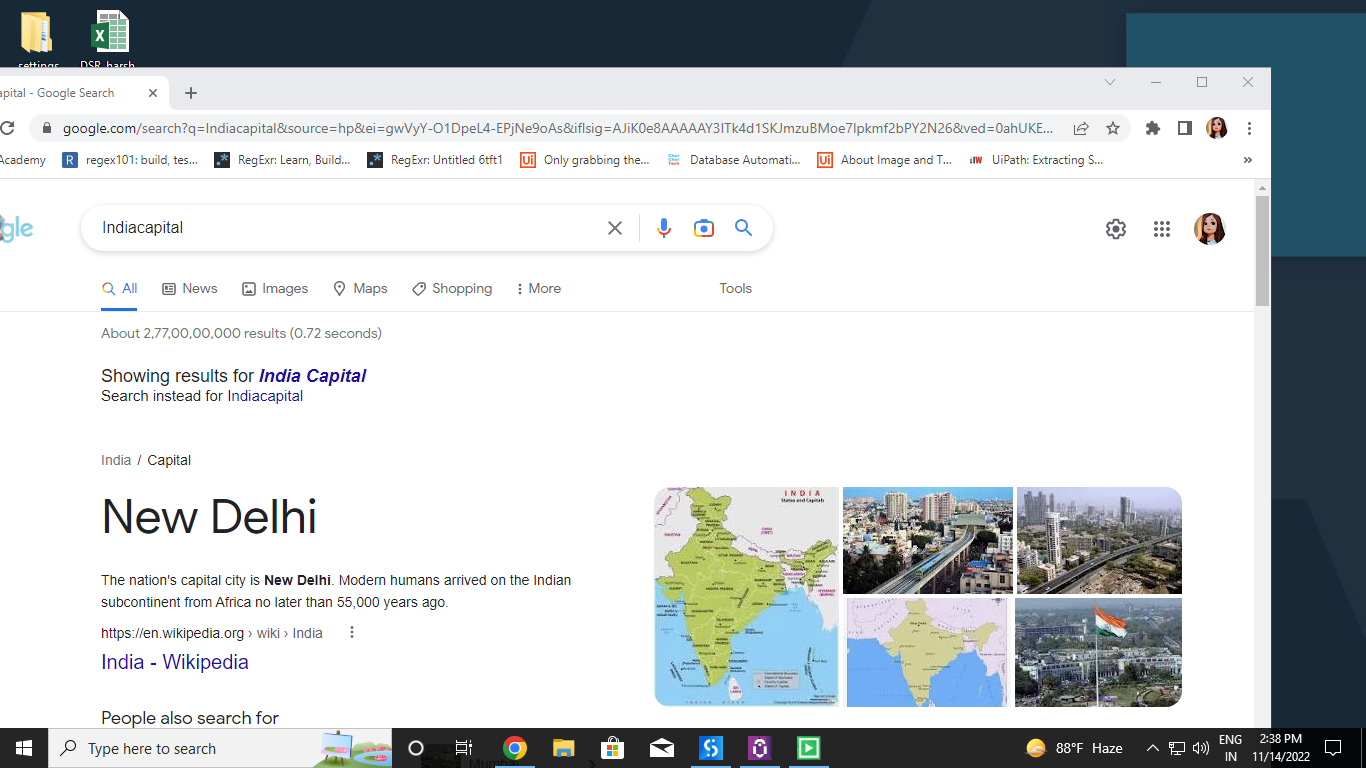 settings
DSR_harsh
apital - Google Search
google.com/search?q=Indiacapital&source=hp&ei=gwVyY-O1DpeL4-EPjNe9oAs&iflsig=AJiK0e8AAAAAY3ITk4d1SKJmzuBMoe7Ipkmf2bPY2N26&ved=0ahUKE...
Academy
regex101: build, tes...
RegExr: Learn, Build...
RegExr: Untitled 6tft1
Only grabbing the...
Database Automati...
About Image and T...
UiPath: Extracting S...
»
gle
Indiacapital
All
News
Images
Maps
Shopping
More
Tools
About 2,77,00,00,000 results (0.72 seconds)
Showing results for India Capital
Search instead for Indiacapital
India / Capital
New Delhi
INDIA
States and Capitals
The nation's capital city is New Delhi. Modern humans arrived on the Indian
subcontinent from Africa no later than 55,000 years ago.
https://en.wikipedia.org › wiki › India
India - Wikipedia
People also search for
Type here to search
Mumbai
88°F Haze
ENG
IN
2:38 PM
11/14/2022